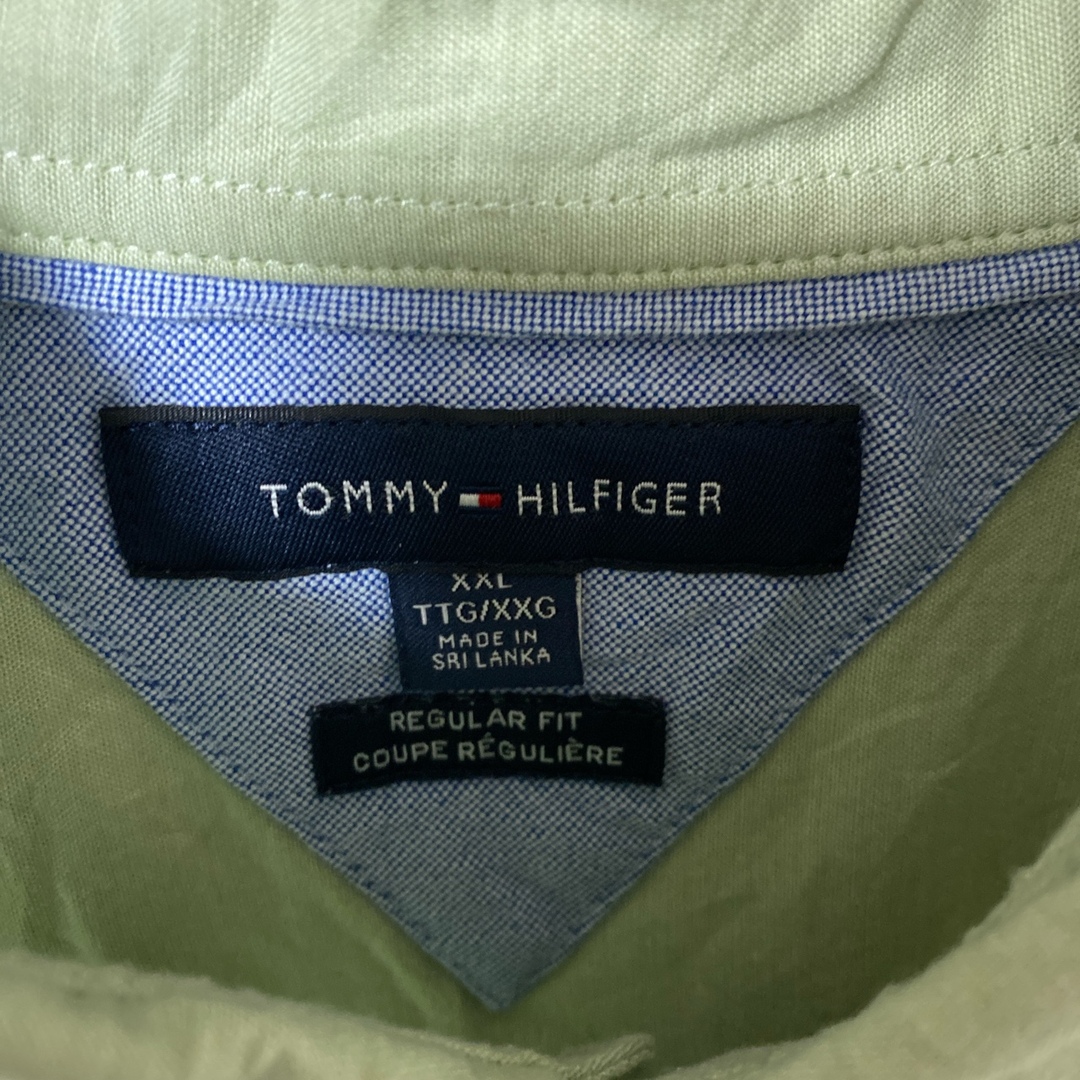 TOMMY HILFIGER
XXL
TTG/XXG
MADE IN
SRI LANKA
REGULAR FIT
COUPE RÉGULIÈRE